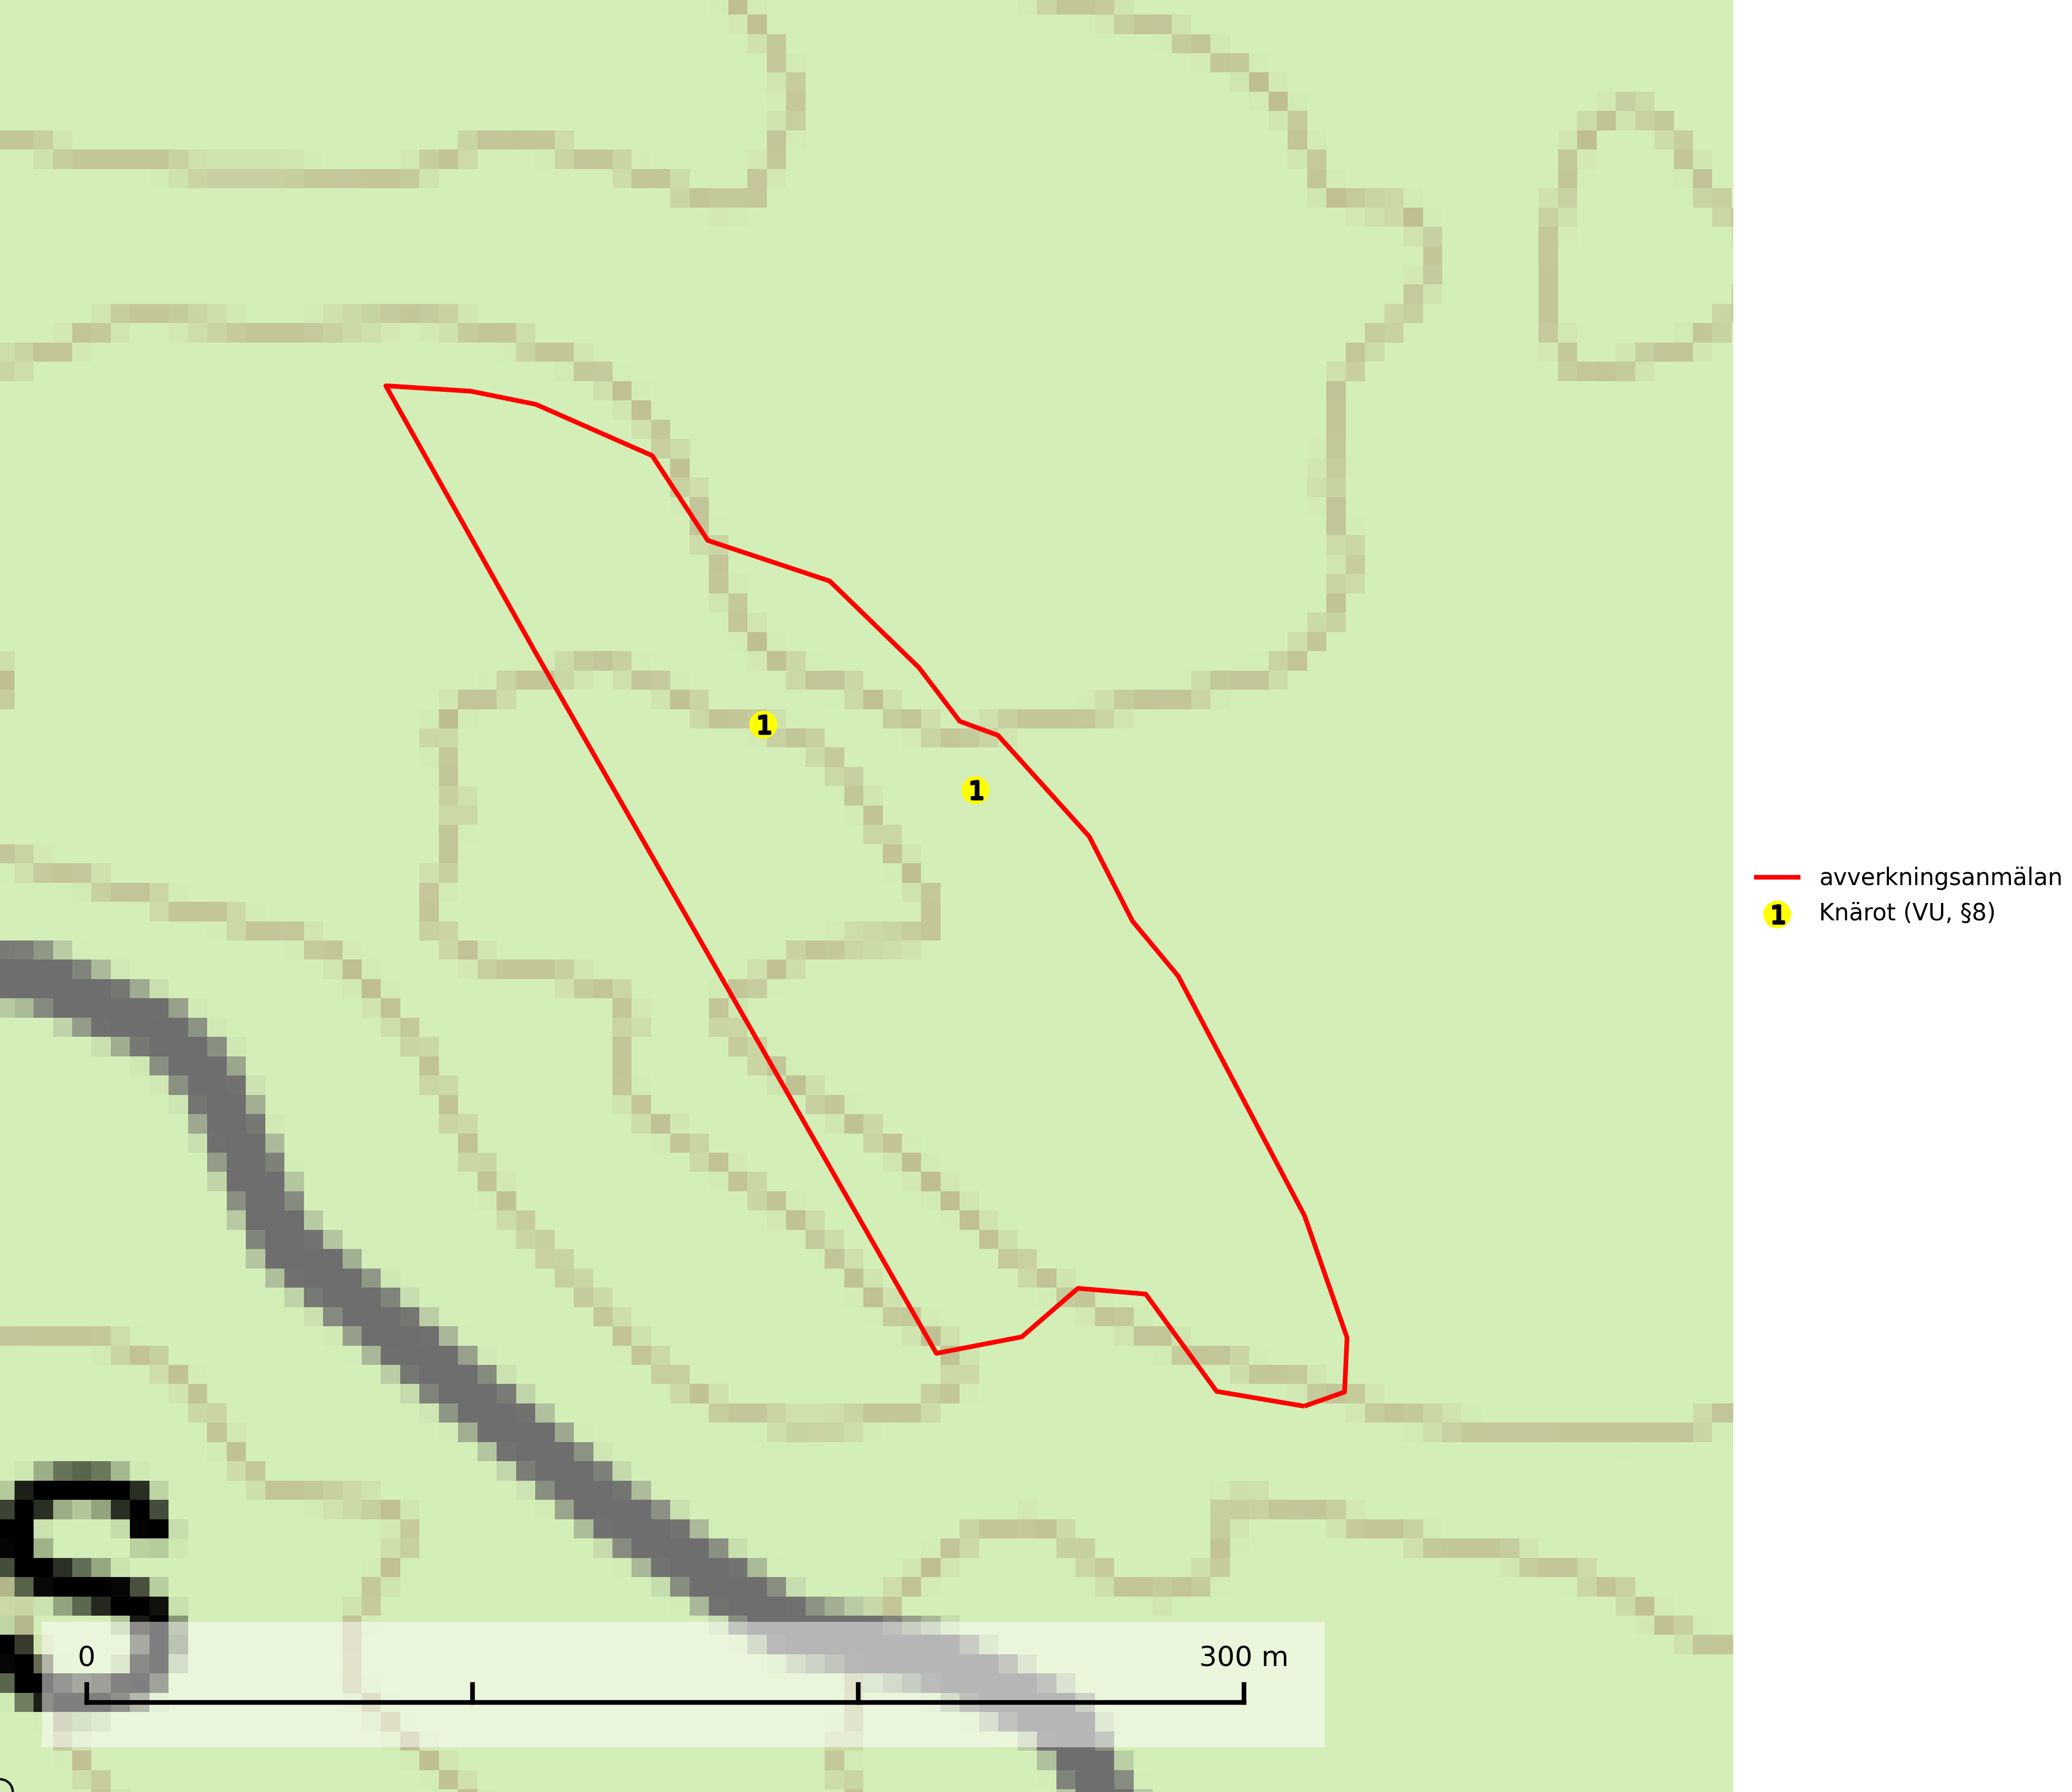 1
1
avverkningsanmälan
1 Knärot (VU, §8)
S
0 300 m